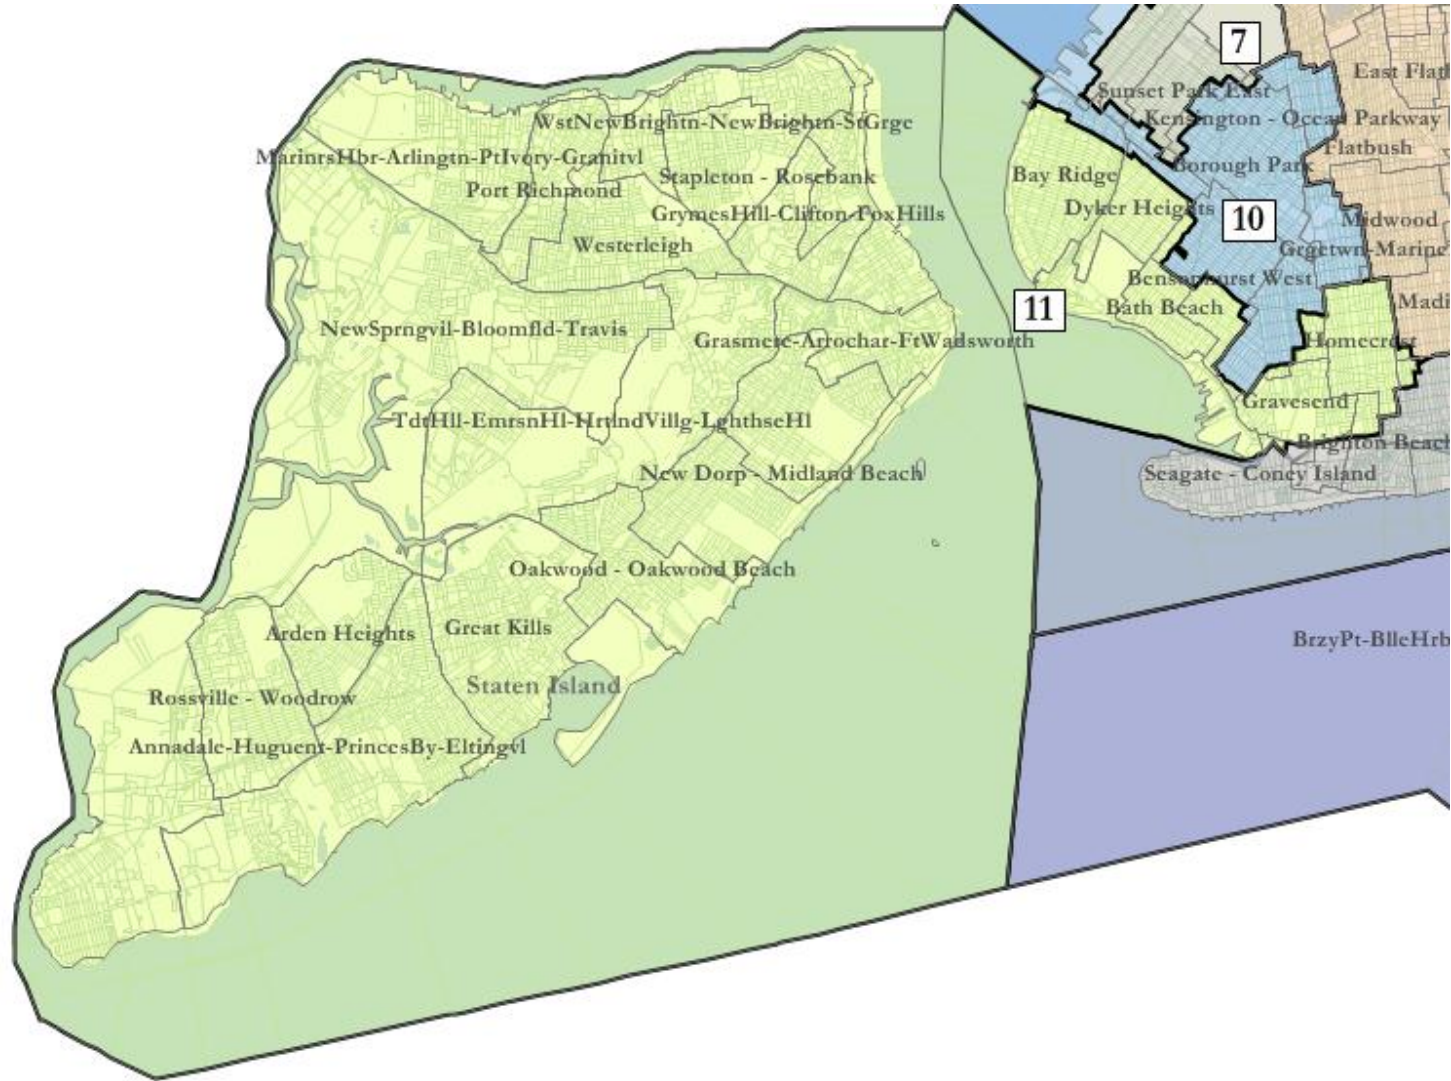 7
East Flatb
Sunset Park East
Kensington - Ocean Parkway
WstNewBrightn-NewBrightn-StGrge
Flatbush
MarinrsHbr-Arlingtn-PtIvory-Granitvl
Borough Park
Bay Ridge
Stapleton - Rosebank
Port Richmond
Dyker Heights
GrymesHill-Clifton-FoxHills
10
Midwood
Westerleigh
Grgetwn-Marine
Bensonhurst West
11
Bath Beach
Madi
NewSprngvil-Bloomfld-Travis
Grasmere-Arrochar-FtWadsworth
Homecrest
Gravesend
TdtHll-EmrsnHl-HrtlndVillg-LghthseHl
Brighton Beach
New Dorp - Midland Beach
Seagate - Coney Island
Oakwood - Oakwood Beach
Arden Heights
Great Kills
BrzyPt-BlleHrb
Staten Island
Rossville - Woodrow
Annadale-Huguent-PrincesBy-Eltingvl